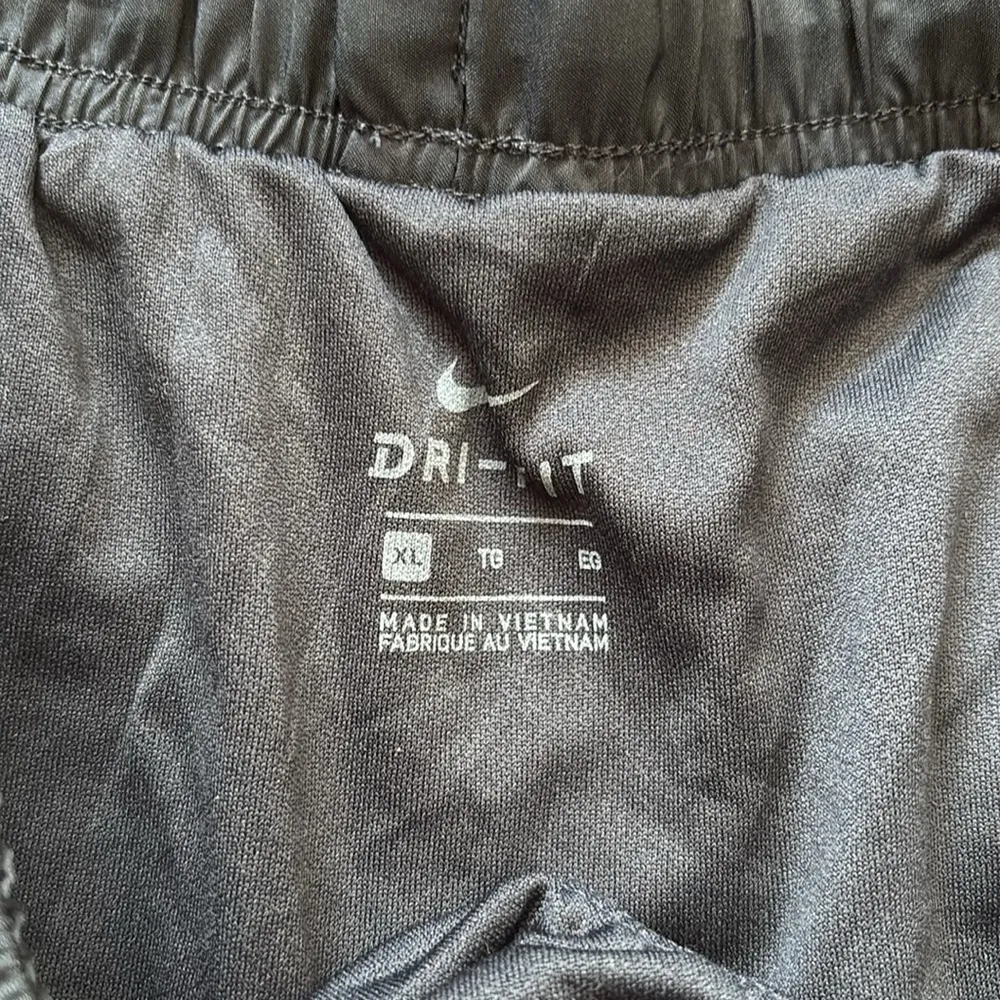 DRI-FIT
XL TG EG
MADE IN VIETNAM
FABRIQUE AU VIETNAM